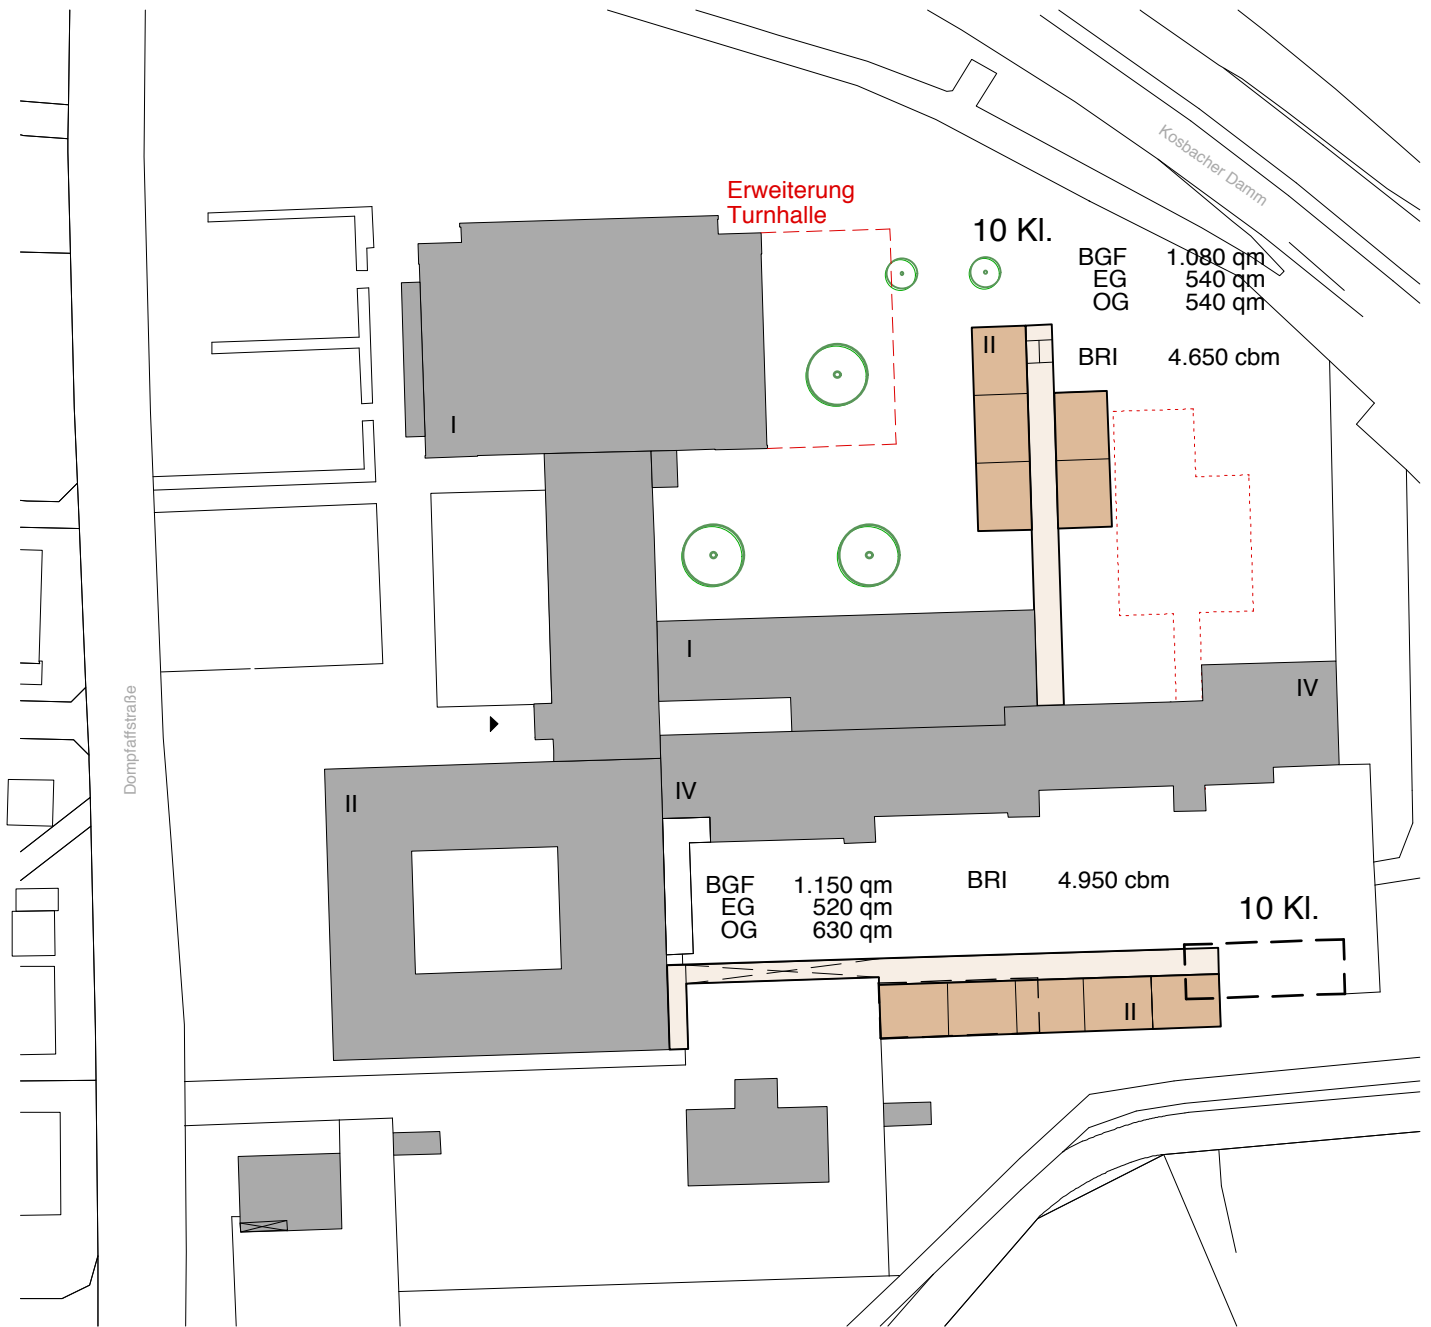 Kosbacher Damm
Erweiterung
Turnhalle
10 Kl.
BGF 1.080 qm
EG 540 qm
OG 540 qm
II
BRI 4.650 cbm
I
I
IV
Dompfaffstraße
IV
II
BGF 1.150 qm
EG 520 qm
OG 630 qm
BRI 4.950 cbm
10 Kl.
II